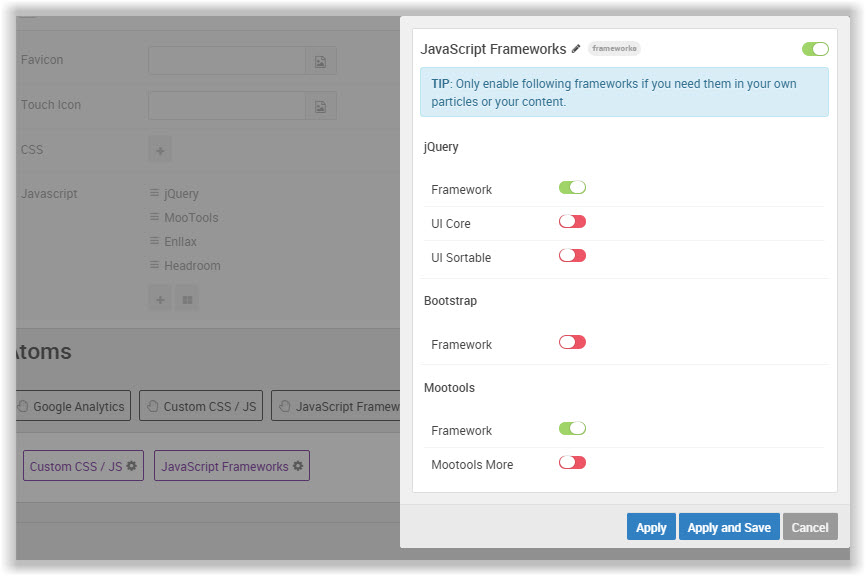 Favicon
Touch Icon
CSS
Javascript
jQuery
MooTools
Enllax
Headroom
Atoms
Google Analytics
Custom CSS / JS
JavaScript Framew
Custom CSS / JS
JavaScript Frameworks
JavaScript Frameworks
frameworks
TIP: Only enable following frameworks if you need them in your own
particles or your content.
jQuery
Framework
UI Core
UI Sortable
Bootstrap
Framework
Mootools
Framework
Mootools More
Apply
Apply and Save
Cancel